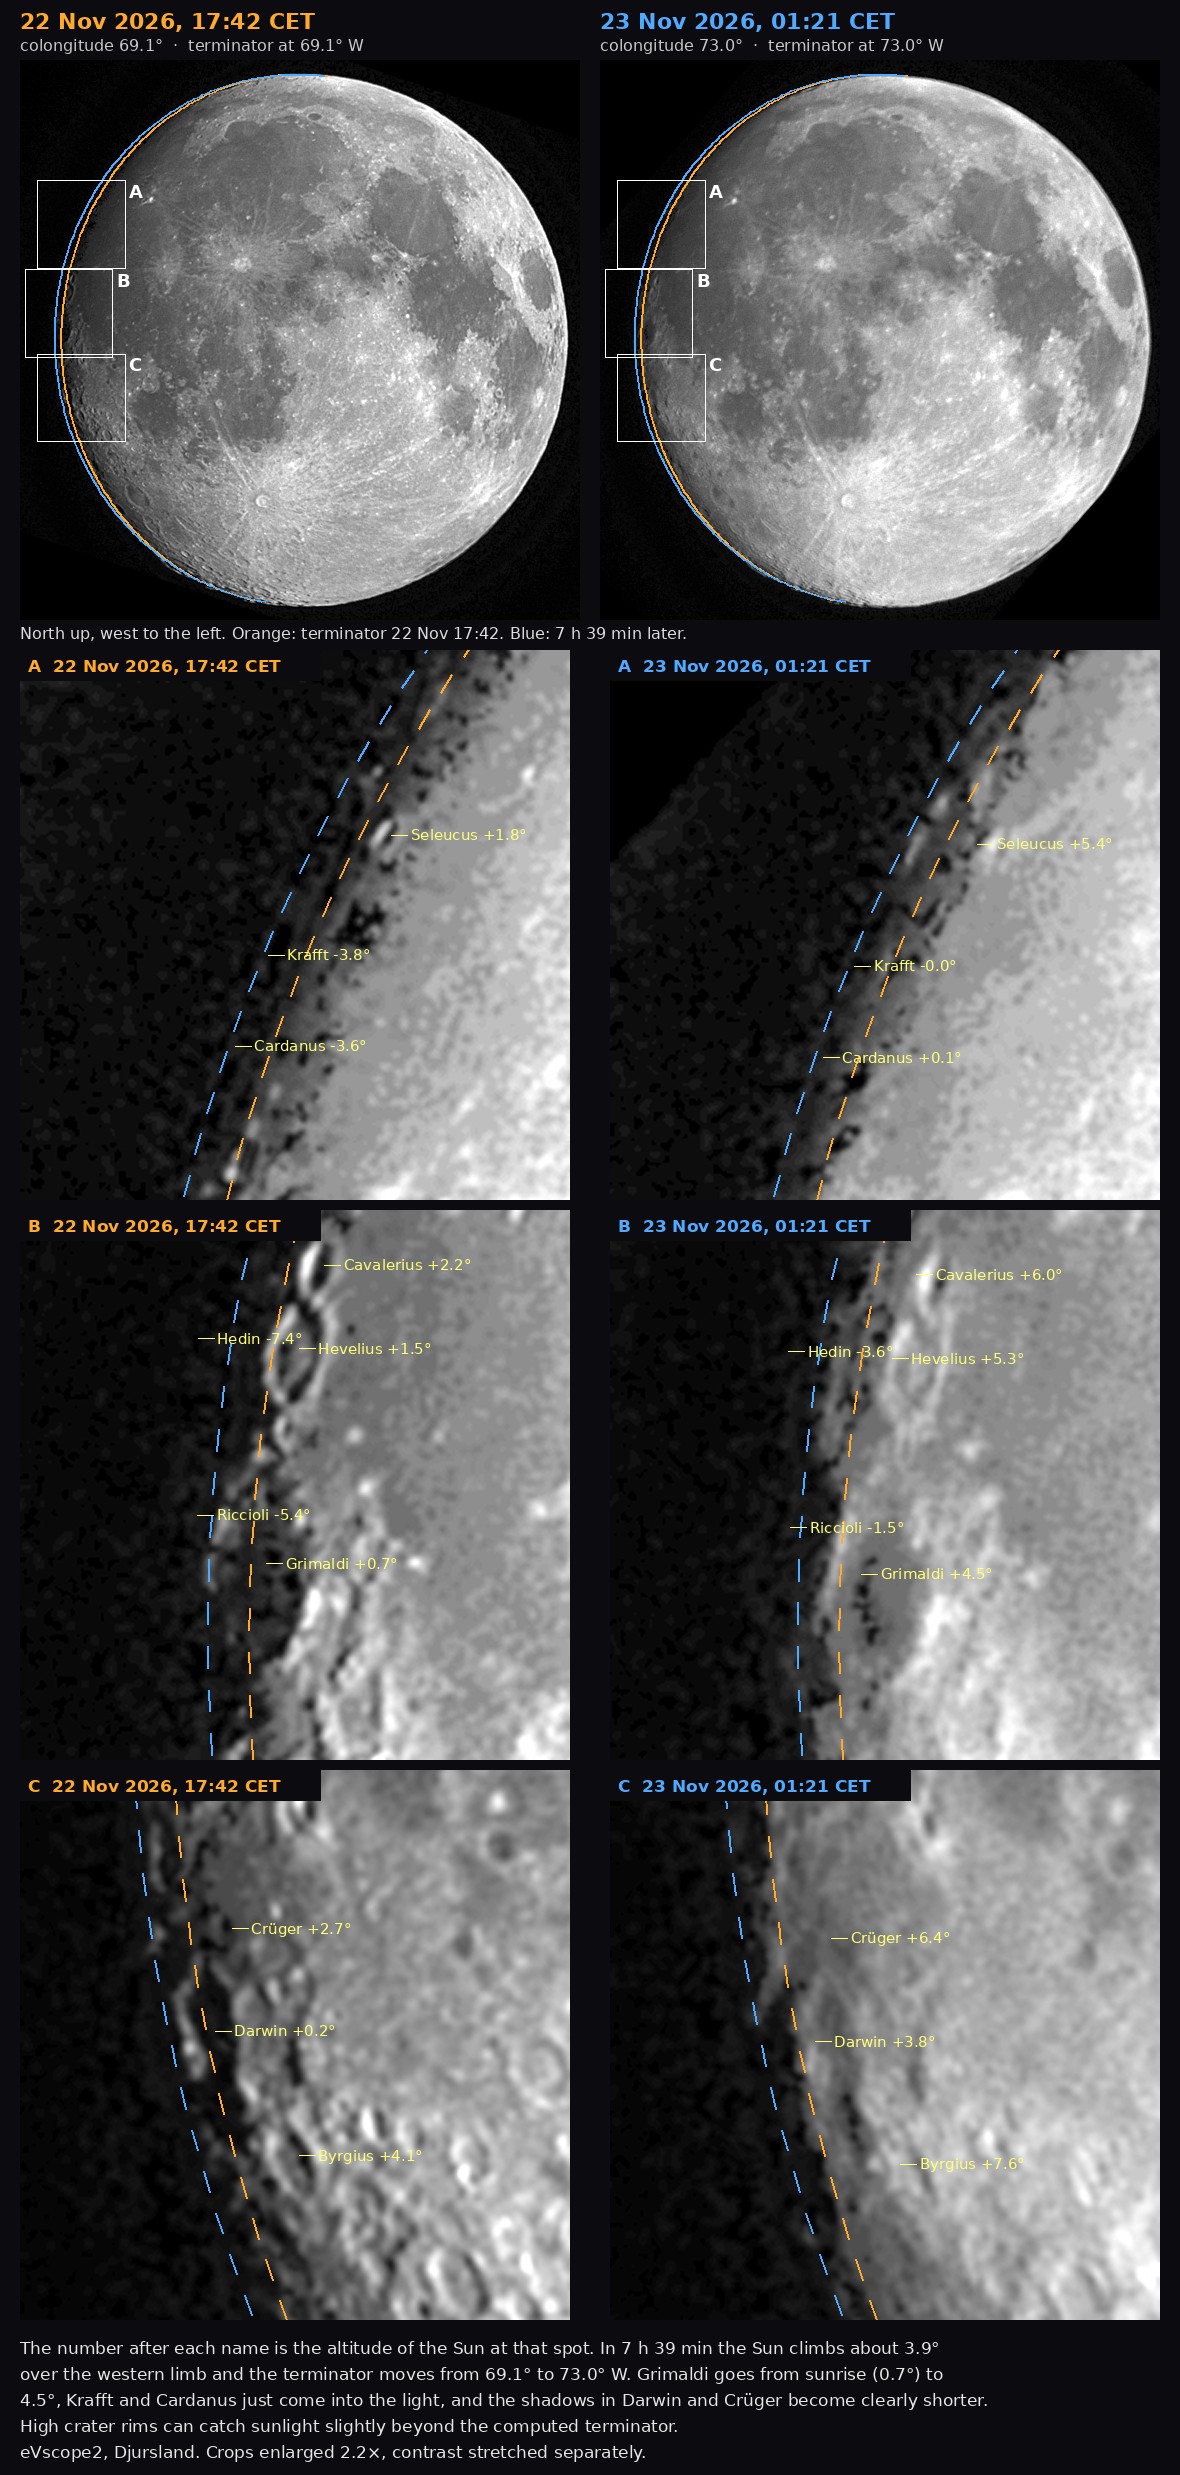 22 Nov 2026, 17:42 CET
colongitude 69.1° · terminator at 69.1° W
23 Nov 2026, 01:21 CET
colongitude 73.0° · terminator at 73.0° W
A
B
C
A
B
C
North up, west to the left. Orange: terminator 22 Nov 17:42. Blue: 7 h 39 min later.
A 22 Nov 2026, 17:42 CET
Seleucus +1.8°
Krafft -3.8°
Cardanus -3.6°
A 23 Nov 2026, 01:21 CET
Seleucus +5.4°
Krafft -0.0°
Cardanus +0.1°
B 22 Nov 2026, 17:42 CET
Cavalerius +2.2°
Hedin -7.4°
Hevelius +1.5°
Riccioli -5.4°
Grimaldi +0.7°
B 23 Nov 2026, 01:21 CET
Cavalerius +6.0°
Hedin -3.6°
Hevelius +5.3°
Riccioli -1.5°
Grimaldi +4.5°
C 22 Nov 2026, 17:42 CET
Crüger +2.7°
Darwin +0.2°
Byrgius +4.1°
C 23 Nov 2026, 01:21 CET
Crüger +6.4°
Darwin +3.8°
Byrgius +7.6°
The number after each name is the altitude of the Sun at that spot. In 7 h 39 min the Sun climbs about 3.9°
over the western limb and the terminator moves from 69.1° to 73.0° W. Grimaldi goes from sunrise (0.7°) to
4.5°, Krafft and Cardanus just come into the light, and the shadows in Darwin and Crüger become clearly shorter.
High crater rims can catch sunlight slightly beyond the computed terminator.
eVscope2, Djursland. Crops enlarged 2.2×, contrast stretched separately.